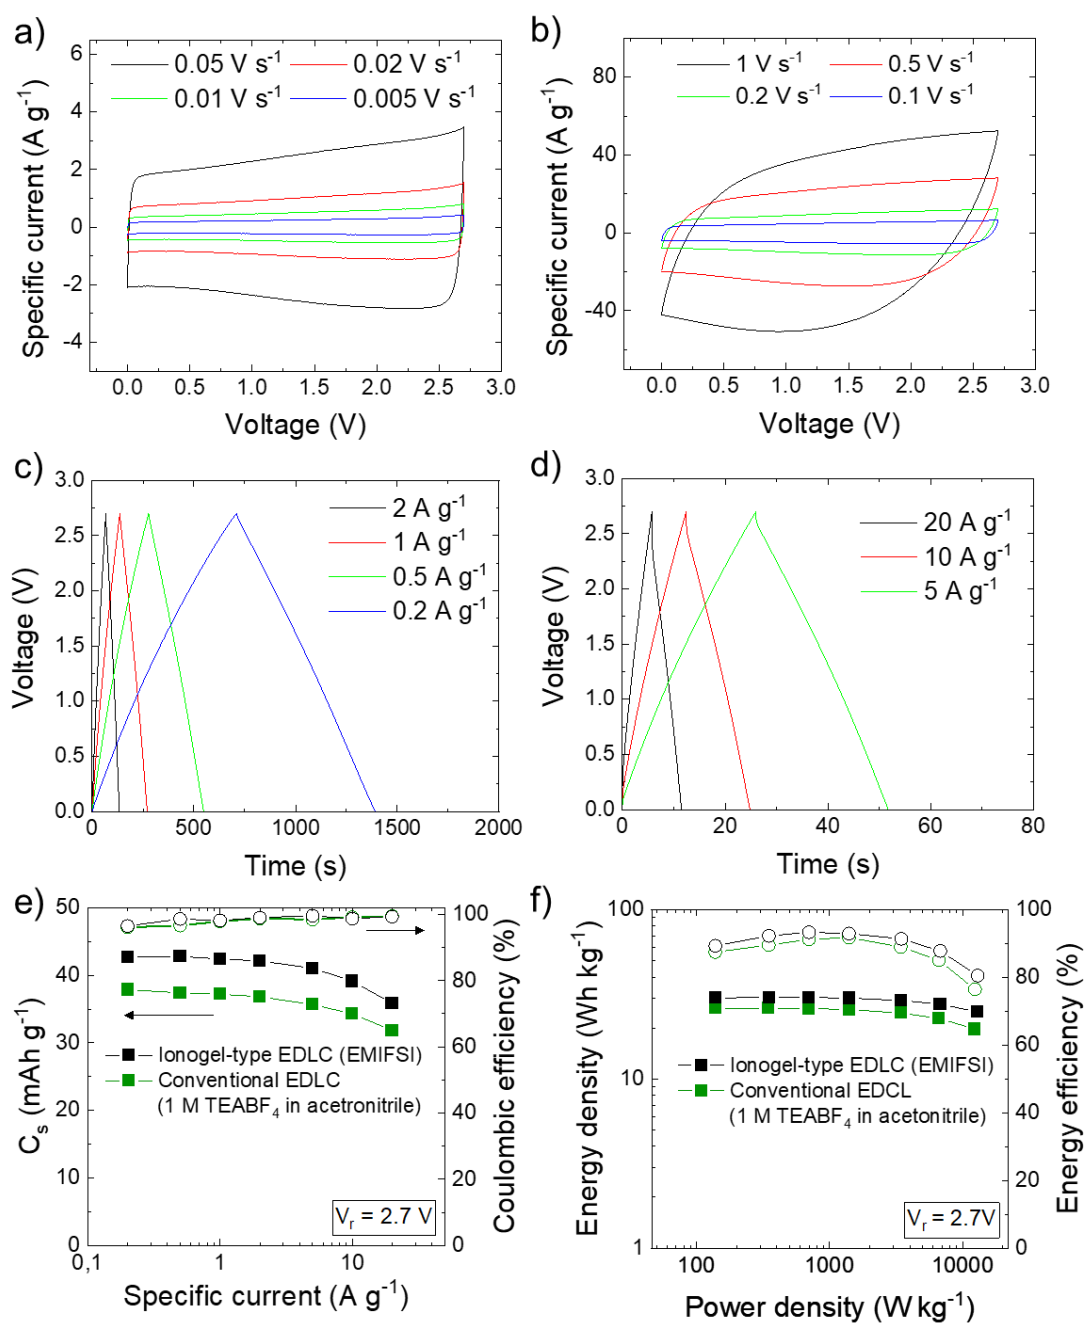 a)
0.05 V s⁻¹ 0.02 V s⁻¹
0.01 V s⁻¹ 0.005 V s⁻¹
Specific current (A g⁻¹)
6
4
2
0
-2
-4
0.0 0.5 1.0 1.5 2.0 2.5 3.0
Voltage (V)
b)
1 V s⁻¹ 0.5 V s⁻¹
0.2 V s⁻¹ 0.1 V s⁻¹
Specific current (A g⁻¹)
80
40
0
-40
0.0 0.5 1.0 1.5 2.0 2.5 3.0
Voltage (V)
c)
2 A g⁻¹
1 A g⁻¹
0.5 A g⁻¹
0.2 A g⁻¹
Voltage (V)
3.0
2.5
2.0
1.5
1.0
0.5
0.0
0 500 1000 1500 2000
Time (s)
d)
20 A g⁻¹
10 A g⁻¹
5 A g⁻¹
Voltage (V)
3.0
2.5
2.0
1.5
1.0
0.5
0.0
0 20 40 60 80
Time (s)
e)
Cₛ (mAh g⁻¹)
50
40
30
20
10
0
Ionogel-type EDLC (EMIFSI)
Conventional EDLC
(1 M TEABF₄ in acetronitrile)
Vᵣ = 2.7 V
100
80
60
40
20
0
Coulombic efficiency (%)
0,1 1 10
Specific current (A g⁻¹)
f)
Energy density (Wh kg⁻¹)
100
10
1
Ionogel-type EDLC (EMIFSI)
Conventional EDCL
(1 M TEABF₄ in acetonitrile)
Vᵣ = 2.7V
100
80
60
40
20
0
Energy efficiency (%)
100 1000 10000
Power density (W kg⁻¹)